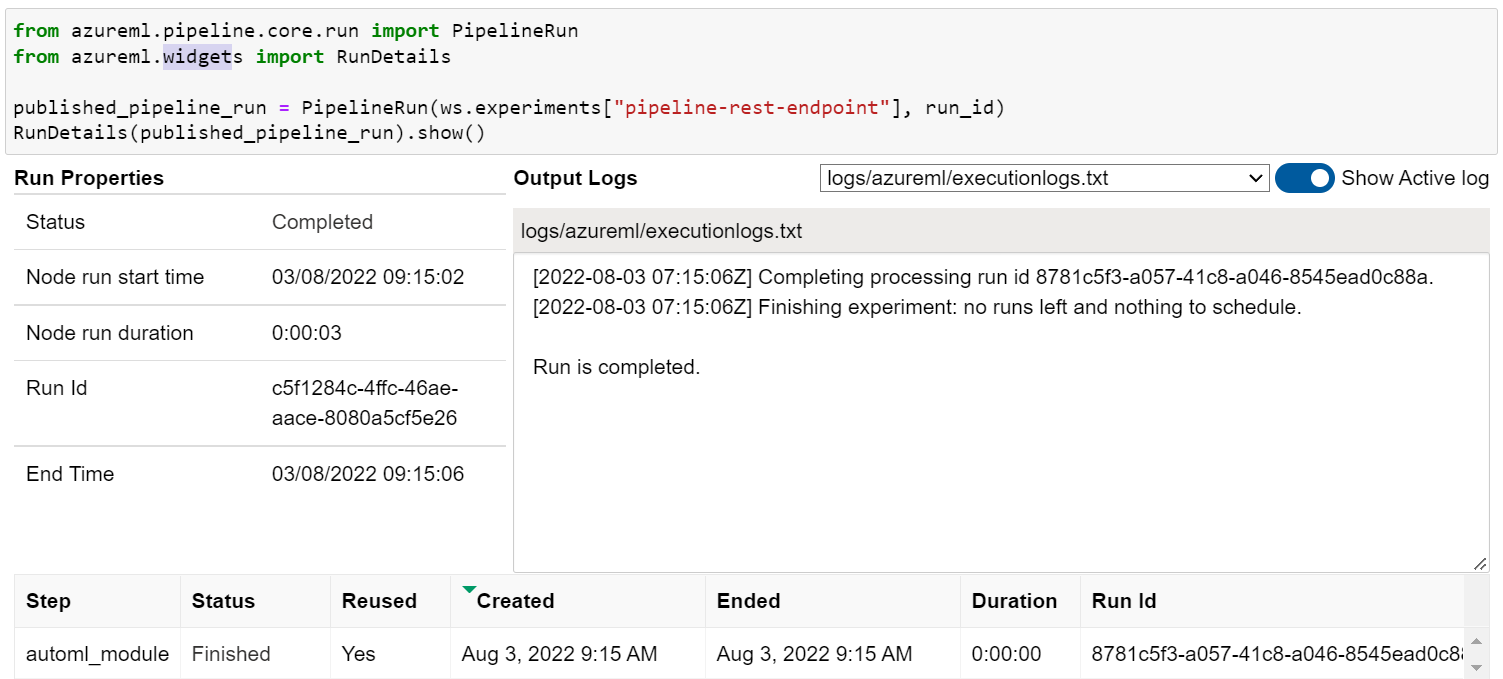 from azureml.pipeline.core.run import PipelineRun
from azureml.widgets import RunDetails
published_pipeline_run = PipelineRun(ws.experiments["pipeline-rest-endpoint"], run_id)
RunDetails(published_pipeline_run).show()
Run Properties
Status Completed
Node run start time 03/08/2022 09:15:02
Node run duration 0:00:03
Run Id c5f1284c-4ffc-46ae-
aace-8080a5cf5e26
End Time 03/08/2022 09:15:06
Output Logs logs/azureml/executionlogs.txt Show Active log
logs/azureml/executionlogs.txt
[2022-08-03 07:15:06Z] Completing processing run id 8781c5f3-a057-41c8-a046-8545ead0c88a.
[2022-08-03 07:15:06Z] Finishing experiment: no runs left and nothing to schedule.
Run is completed.
Step Status Reused Created Ended Duration Run Id
automl_module Finished Yes Aug 3, 2022 9:15 AM Aug 3, 2022 9:15 AM 0:00:00 8781c5f3-a057-41c8-a046-8545ead0c8